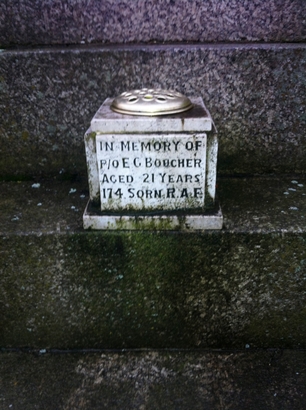 IN MEMORY OF
P/O E G BOUCHER
AGED 21 YEARS
174 SQRN R.A.F.